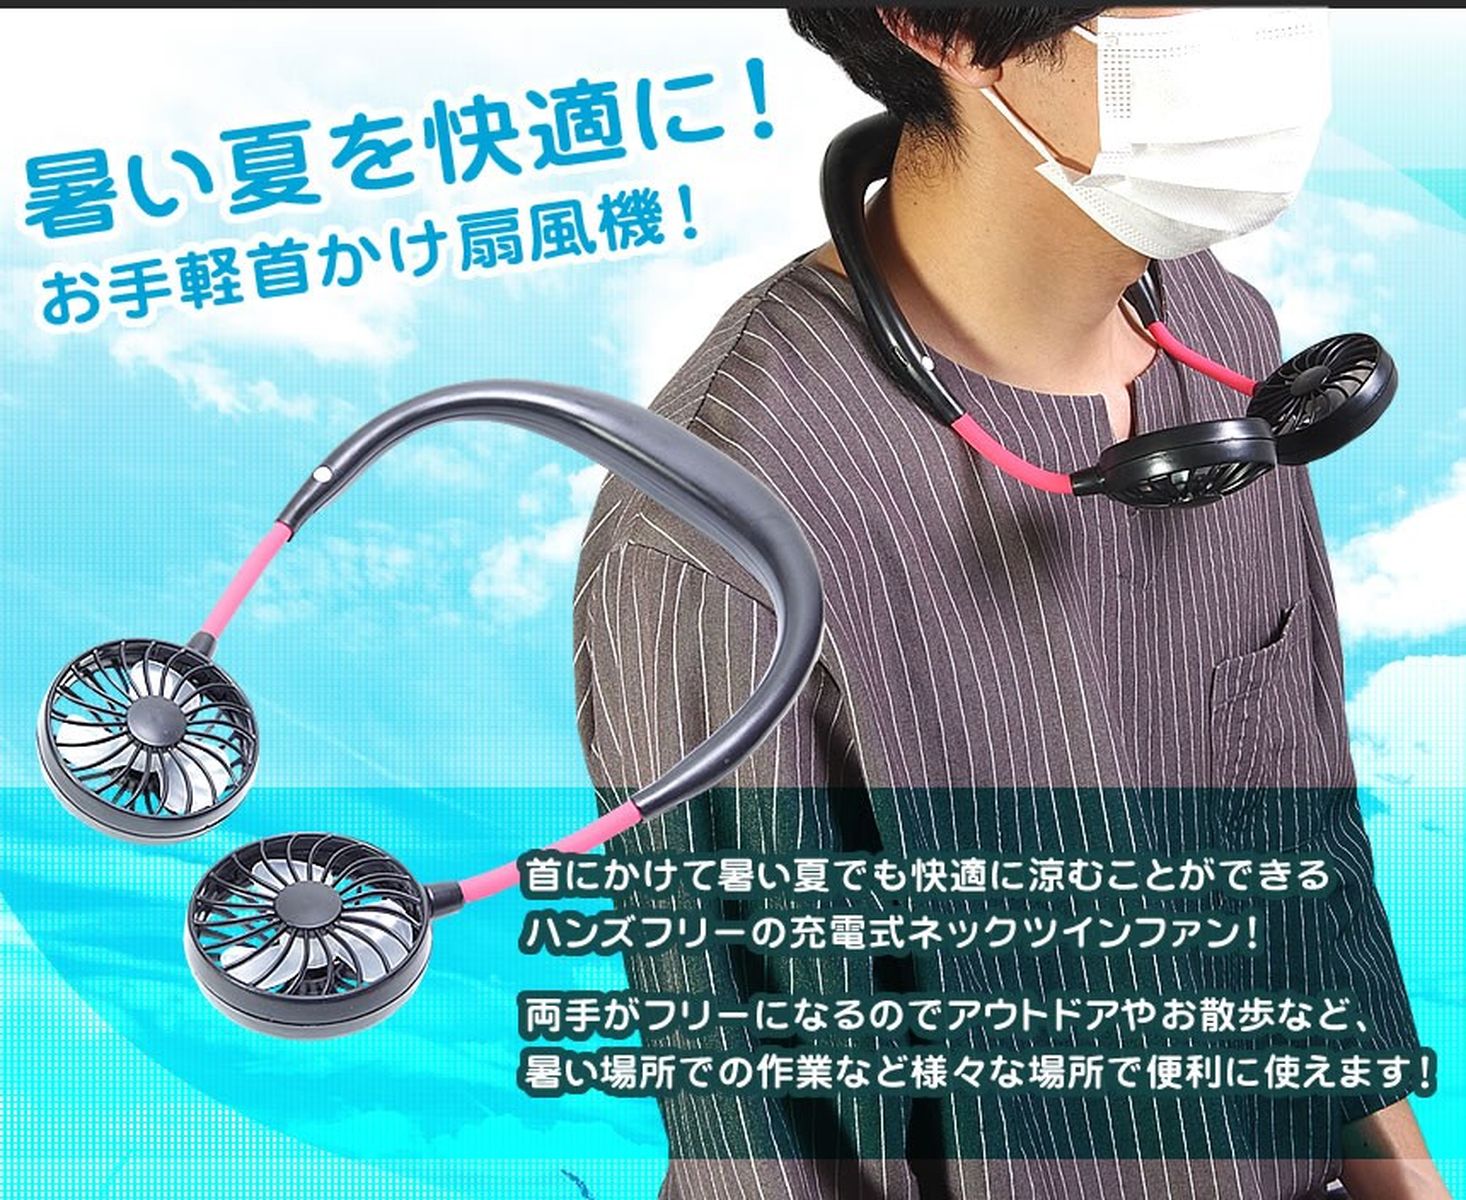 暑い夏を快適に！
お手軽首かけ扇風機！
首にかけて暑い夏でも快適に涼むことができる
ハンズフリーの充電式ネックツインファン！
両手がフリーになるのでアウトドアやお散歩など、
暑い場所での作業など様々な場所で便利に使えます！